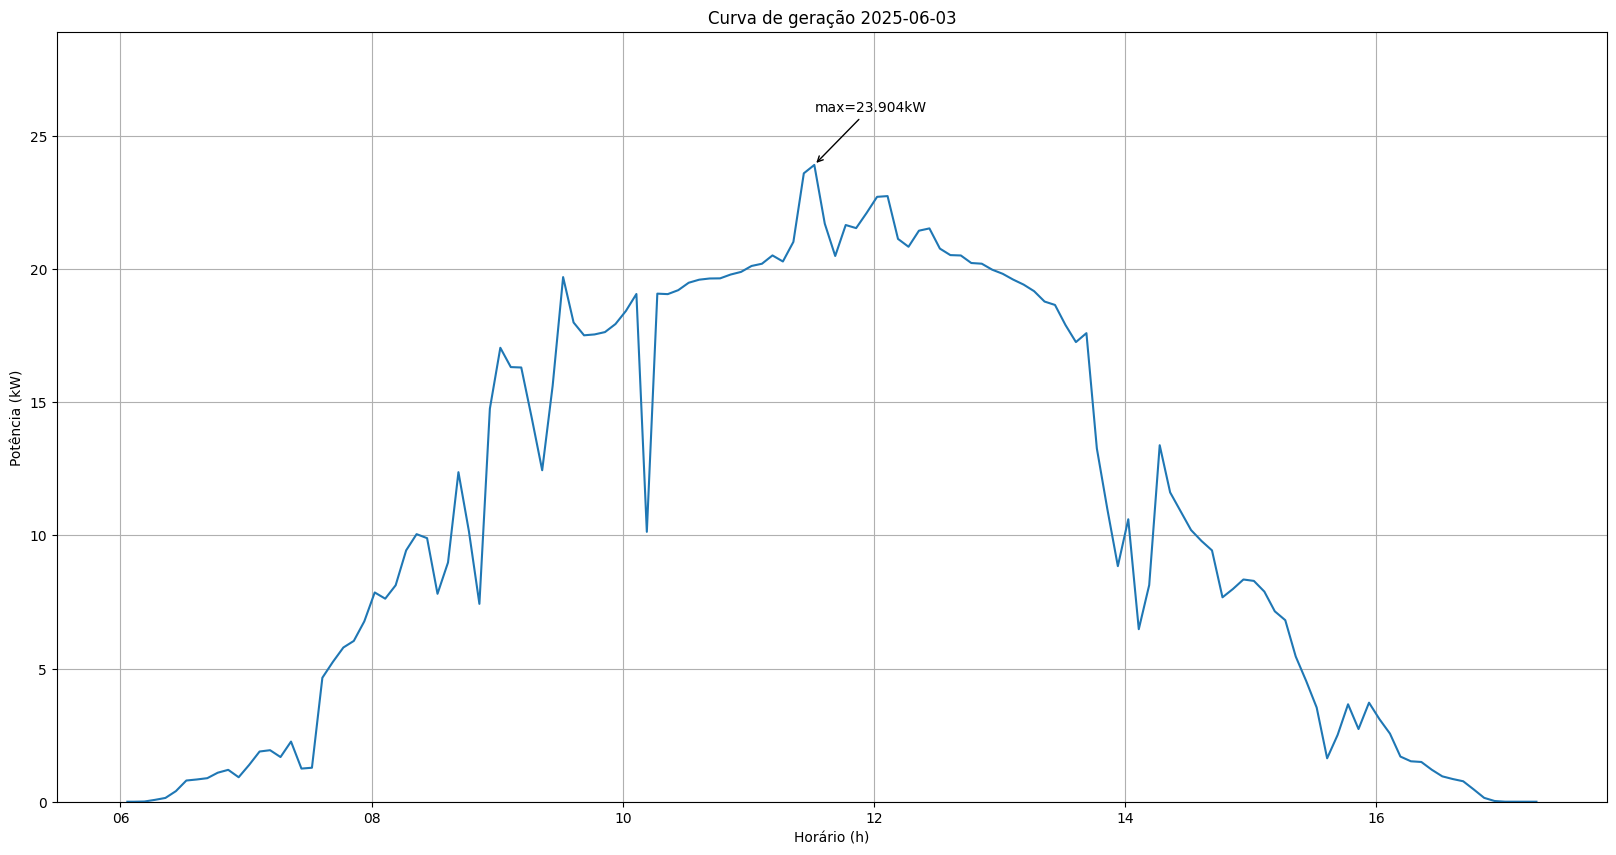 Curva de geração 2025-06-03
max=23.904kW
25
20
15
10
5
0
Potência (kW)
06 08 10 12 14 16
Horário (h)